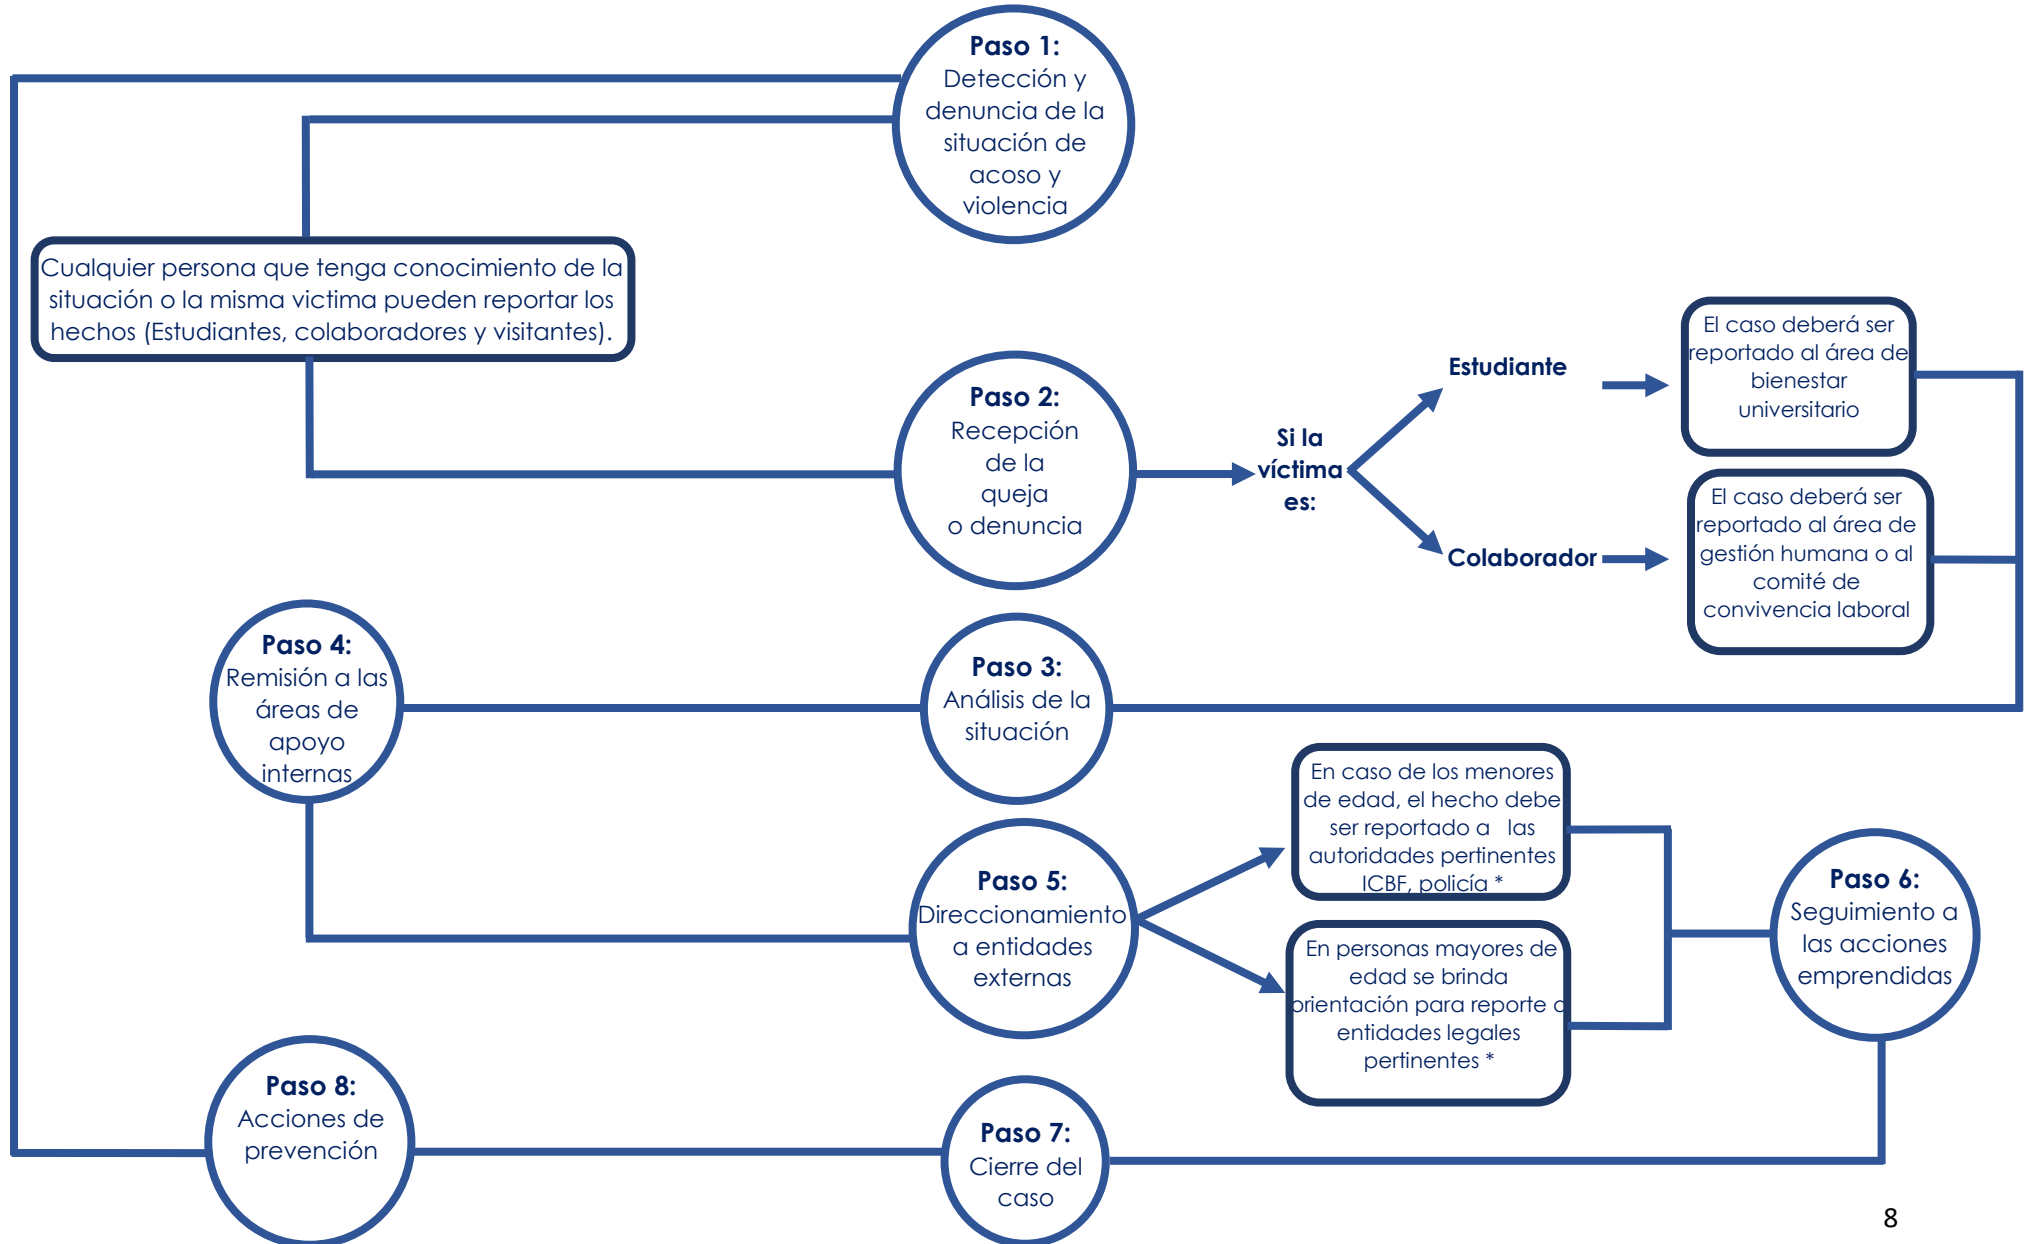 Paso 1:
Detección y
denuncia de la
situación de
acoso y
violencia
Cualquier persona que tenga conocimiento de la
situación o la misma victima pueden reportar los
hechos (Estudiantes, colaboradores y visitantes).
Paso 2:
Recepción
de la
queja
o denuncia
Si la
víctima
es:
Estudiante
El caso deberá ser
reportado al área de
bienestar
universitario
Colaborador
El caso deberá ser
reportado al área de
gestión humana o al
comité de
convivencia laboral
Paso 3:
Análisis de la
situación
Paso 4:
Remisión a las
áreas de
apoyo
internas
Paso 5:
Direccionamiento
a entidades
externas
En caso de los menores
de edad, el hecho debe
ser reportado a las
autoridades pertinentes
ICBF, policía *
En personas mayores de
edad se brinda
orientación para reporte a
entidades legales
pertinentes *
Paso 6:
Seguimiento a
las acciones
emprendidas
Paso 7:
Cierre del
caso
Paso 8:
Acciones de
prevención
8